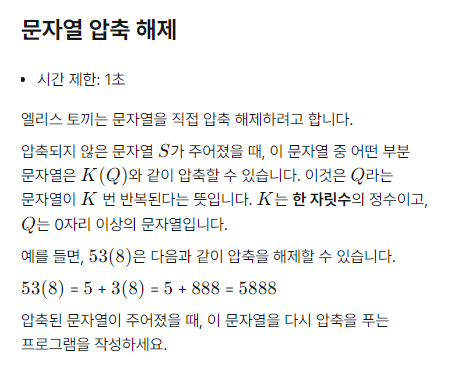 문자열 압축 해제
• 시간 제한: 1초
엘리스 토끼는 문자열을 직접 압축 해제하려고 합니다.
압축되지 않은 문자열 S가 주어졌을 때, 이 문자열 중 어떤 부분
문자열은 K(Q)와 같이 압축할 수 있습니다. 이것은 Q라는
문자열이 K 번 반복된다는 뜻입니다. K는 한 자릿수의 정수이고,
Q는 0자리 이상의 문자열입니다.
예를 들면, 53(8)은 다음과 같이 압축을 해제할 수 있습니다.
53(8) = 5 + 3(8) = 5 + 888 = 5888
압축된 문자열이 주어졌을 때, 이 문자열을 다시 압축을 푸는
프로그램을 작성하세요.